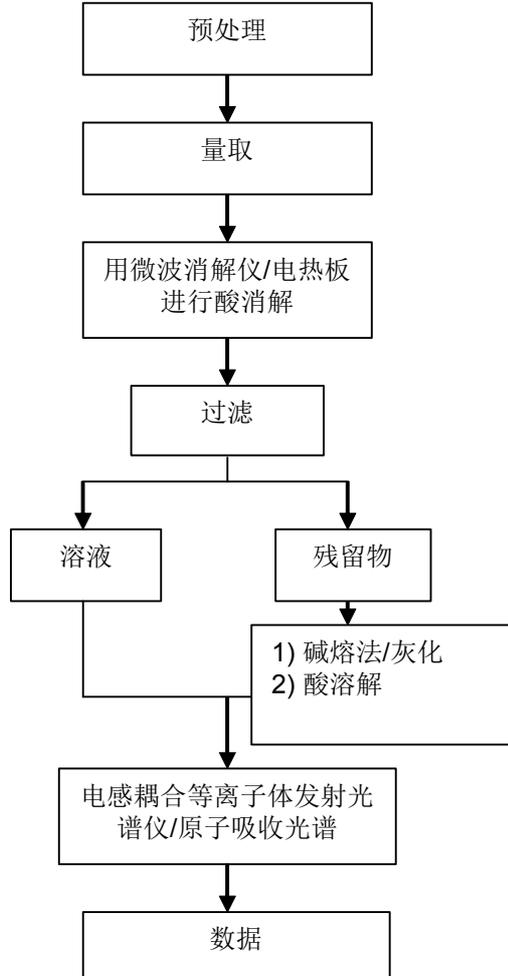 预处理
量取
用微波消解仪/电热板
进行酸消解
过滤
溶液
残留物
1) 碱熔法/灰化
2) 酸溶解
电感耦合等离子体发射光
谱仪/原子吸收光谱
数据